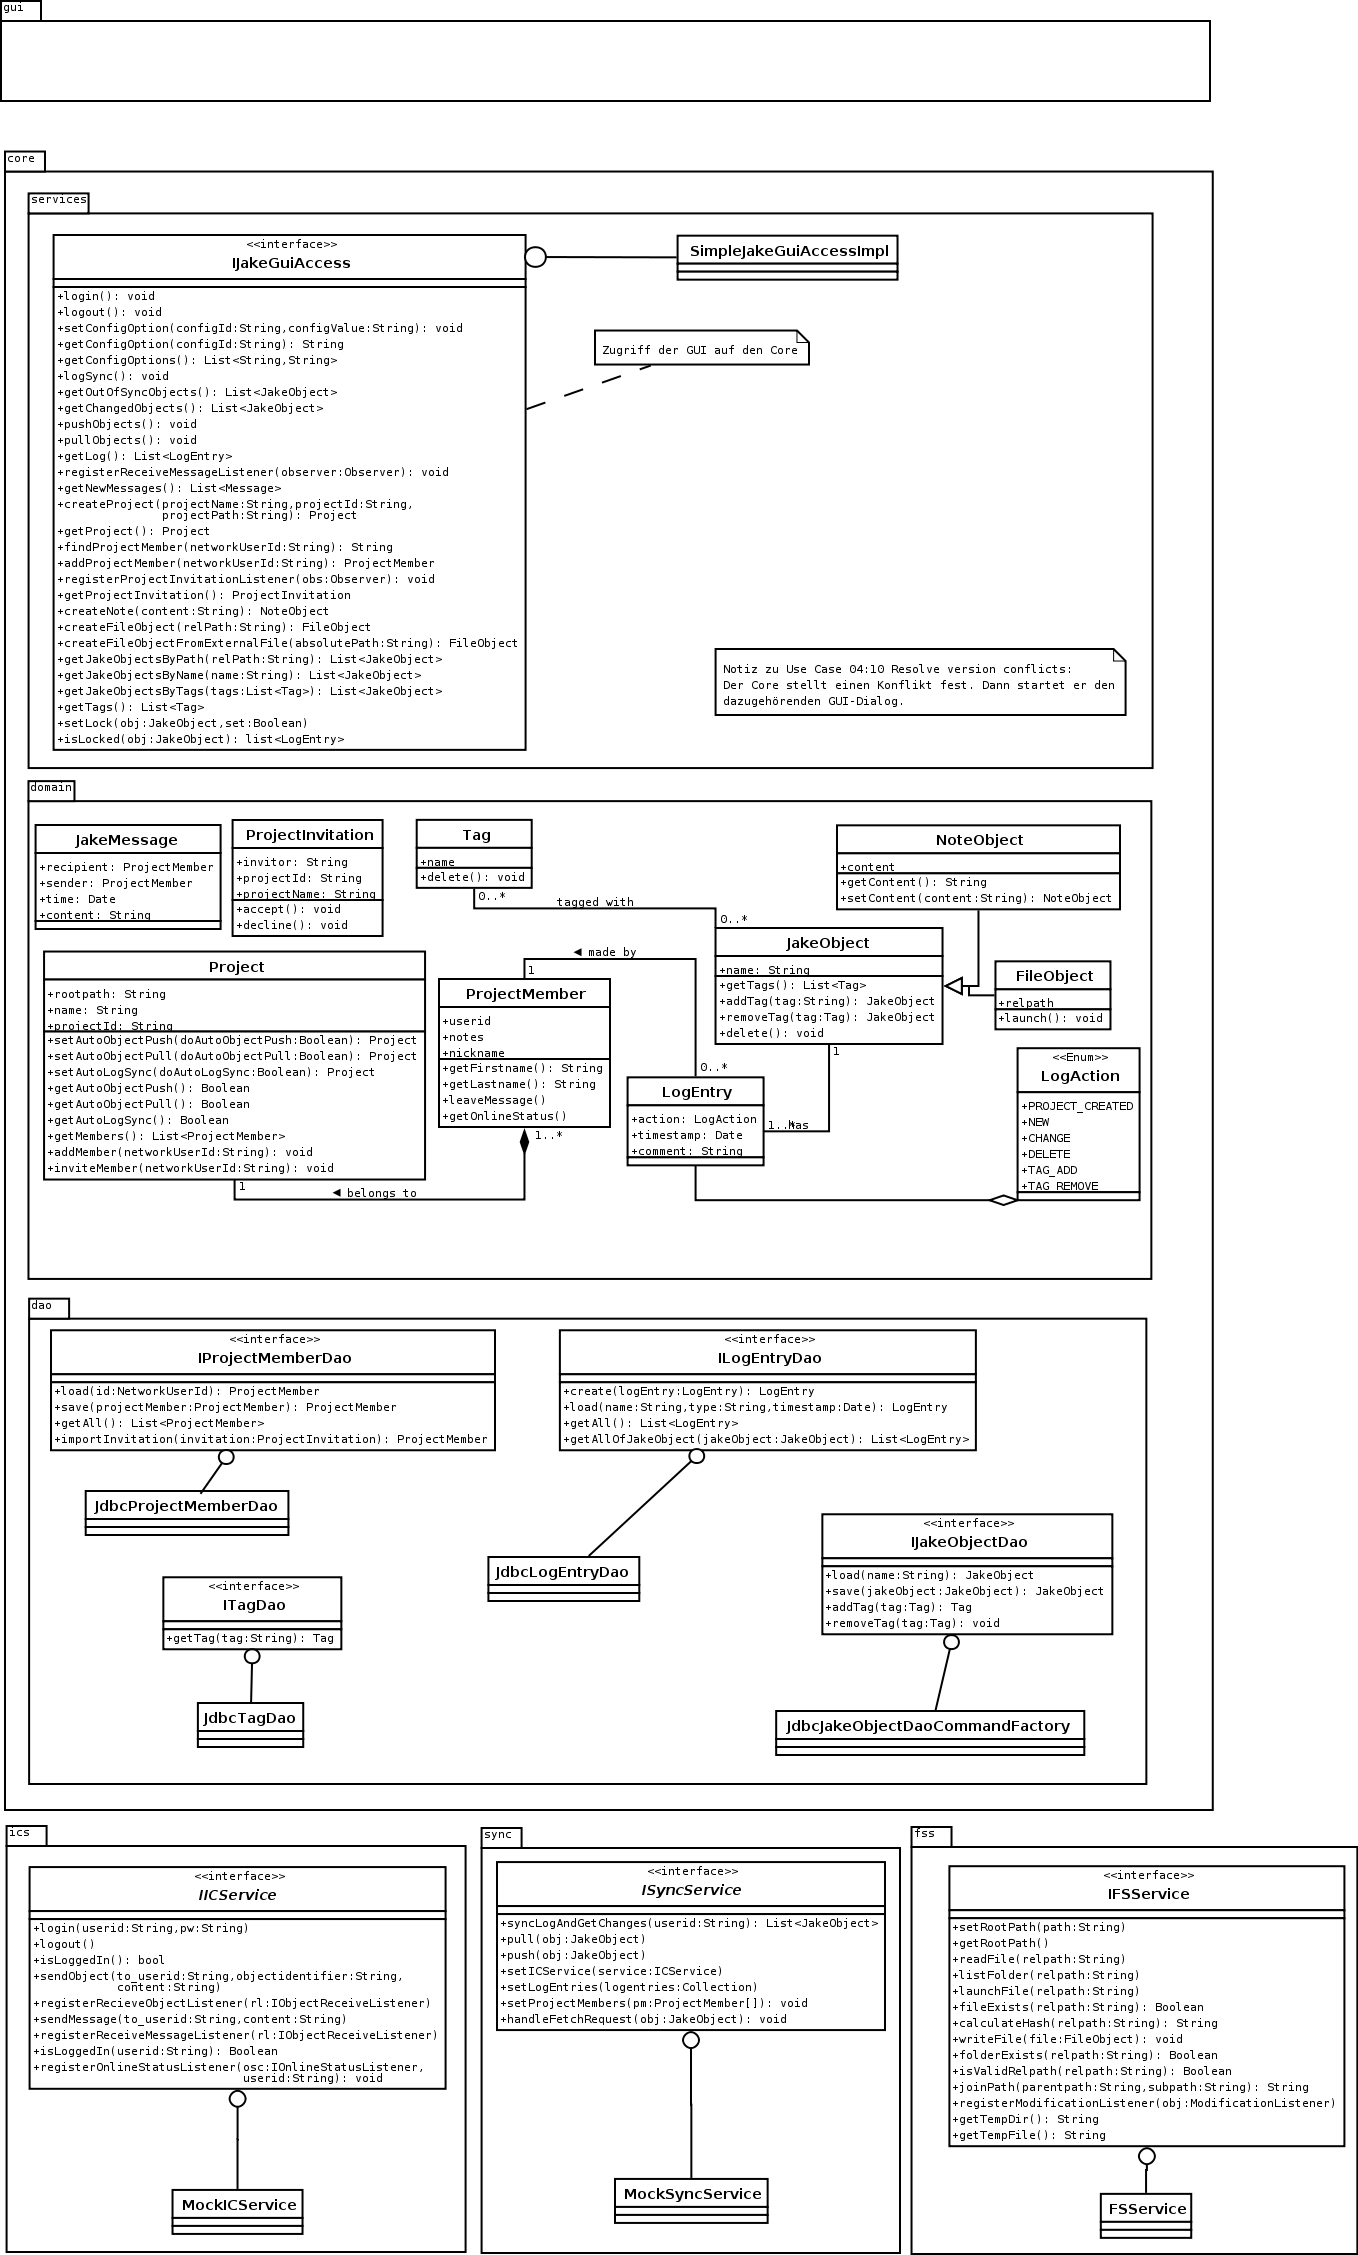 gui
core
services
<<interface>>
IJakeGuiAccess
+login(): void
+logout(): void
+setConfigOption(configId:String,configValue:String): void
+getConfigOption(configId:String): String
+getConfigOptions(): List<String,String>
+logSync(): void
+getOutOfSyncObjects(): List<JakeObject>
+getChangedObjects(): List<JakeObject>
+pushObjects(): void
+pullObjects(): void
+getLog(): List<LogEntry>
+registerReceiveMessageListener(observer:Observer): void
+getNewMessages(): List<Message>
+createProject(projectName:String,projectId:String,
projectPath:String): Project
+getProject(): Project
+findProjectMember(networkUserId:String): String
+addProjectMember(networkUserId:String): ProjectMember
+registerProjectInvitationListener(obs:Observer): void
+getProjectInvitation(): ProjectInvitation
+createNote(content:String): NoteObject
+createFileObject(relPath:String): FileObject
+createFileObjectFromExternalFile(absolutePath:String): FileObject
+getJakeObjectsByPath(relPath:String): List<JakeObject>
+getJakeObjectsByName(name:String): List<JakeObject>
+getJakeObjectsByTags(tags:List<Tag>): List<JakeObject>
+getTags(): List<Tag>
+setLock(obj:JakeObject,set:Boolean)
+isLocked(obj:JakeObject): list<LogEntry>
SimpleJakeGuiAccessImpl
Zugriff der GUI auf den Core
Notiz zu Use Case 04:10 Resolve version conflicts:
Der Core stellt einen Konflikt fest. Dann startet er den
dazugehörenden GUI-Dialog.
domain
JakeMessage
+recipient: ProjectMember
+sender: ProjectMember
+time: Date
+content: String
ProjectInvitation
+invitor: String
+projectId: String
+projectName: String
+accept(): void
+decline(): void
Tag
+name
+delete(): void
0..*
tagged with
0..*
NoteObject
+content
+getContent(): String
+setContent(content:String): NoteObject
Project
+rootpath: String
+name: String
+projectId: String
+setAutoObjectPush(doAutoObjectPush:Boolean): Project
+setAutoObjectPull(doAutoObjectPull:Boolean): Project
+setAutoLogSync(doAutoLogSync:Boolean): Project
+getAutoObjectPush(): Boolean
+getAutoObjectPull(): Boolean
+getAutoLogSync(): Boolean
+getMembers(): List<ProjectMember>
+addMember(networkUserId:String): void
+inviteMember(networkUserId:String): void
1
◀ belongs to
1..*
◀ made by
1
0..*
ProjectMember
+userid
+notes
+nickname
+getFirstname(): String
+getLastname(): String
+leaveMessage()
+getOnlineStatus()
JakeObject
+name: String
+getTags(): List<Tag>
+addTag(tag:String): JakeObject
+removeTag(tag:Tag): JakeObject
+delete(): void
1
FileObject
+relpath
+launch(): void
LogEntry
+action: LogAction
+timestamp: Date
+comment: String
1..*
has
<<Enum>>
LogAction
+PROJECT_CREATED
+NEW
+CHANGE
+DELETE
+TAG_ADD
+TAG_REMOVE
dao
<<interface>>
IProjectMemberDao
+load(id:NetworkUserId): ProjectMember
+save(projectMember:ProjectMember): ProjectMember
+getAll(): List<ProjectMember>
+importInvitation(invitation:ProjectInvitation): ProjectMember
JdbcProjectMemberDao
<<interface>>
ILogEntryDao
+create(logEntry:LogEntry): LogEntry
+load(name:String,type:String,timestamp:Date): LogEntry
+getAll(): List<LogEntry>
+getAllOfJakeObject(jakeObject:JakeObject): List<LogEntry>
JdbcLogEntryDao
<<interface>>
IJakeObjectDao
+load(name:String): JakeObject
+save(jakeObject:JakeObject): JakeObject
+addTag(tag:Tag): Tag
+removeTag(tag:Tag): void
JdbcJakeObjectDaoCommandFactory
<<interface>>
ITagDao
+getTag(tag:String): Tag
JdbcTagDao
ics
<<interface>>
IICService
+login(userid:String,pw:String)
+logout()
+isLoggedIn(): bool
+sendObject(to_userid:String,objectidentifier:String,
content:String)
+registerRecieveObjectListener(rl:IObjectReceiveListener)
+sendMessage(to_userid:String,content:String)
+registerReceiveMessageListener(rl:IObjectReceiveListener)
+isLoggedIn(userid:String): Boolean
+registerOnlineStatusListener(osc:IOnlineStatusListener,
userid:String): void
MockICService
sync
<<interface>>
ISyncService
+syncLogAndGetChanges(userid:String): List<JakeObject>
+pull(obj:JakeObject)
+push(obj:JakeObject)
+setICService(service:ICService)
+setLogEntries(logentries:Collection)
+setProjectMembers(pm:ProjectMember[]): void
+handleFetchRequest(obj:JakeObject): void
MockSyncService
fss
<<interface>>
IFSService
+setRootPath(path:String)
+getRootPath()
+readFile(relpath:String)
+listFolder(relpath:String)
+launchFile(relpath:String)
+fileExists(relpath:String): Boolean
+calculateHash(relpath:String): String
+writeFile(file:FileObject): void
+folderExists(relpath:String): Boolean
+isValidRelpath(relpath:String): Boolean
+joinPath(parentpath:String,subpath:String): String
+registerModificationListener(obj:ModificationListener)
+getTempDir(): String
+getTempFile(): String
FSService